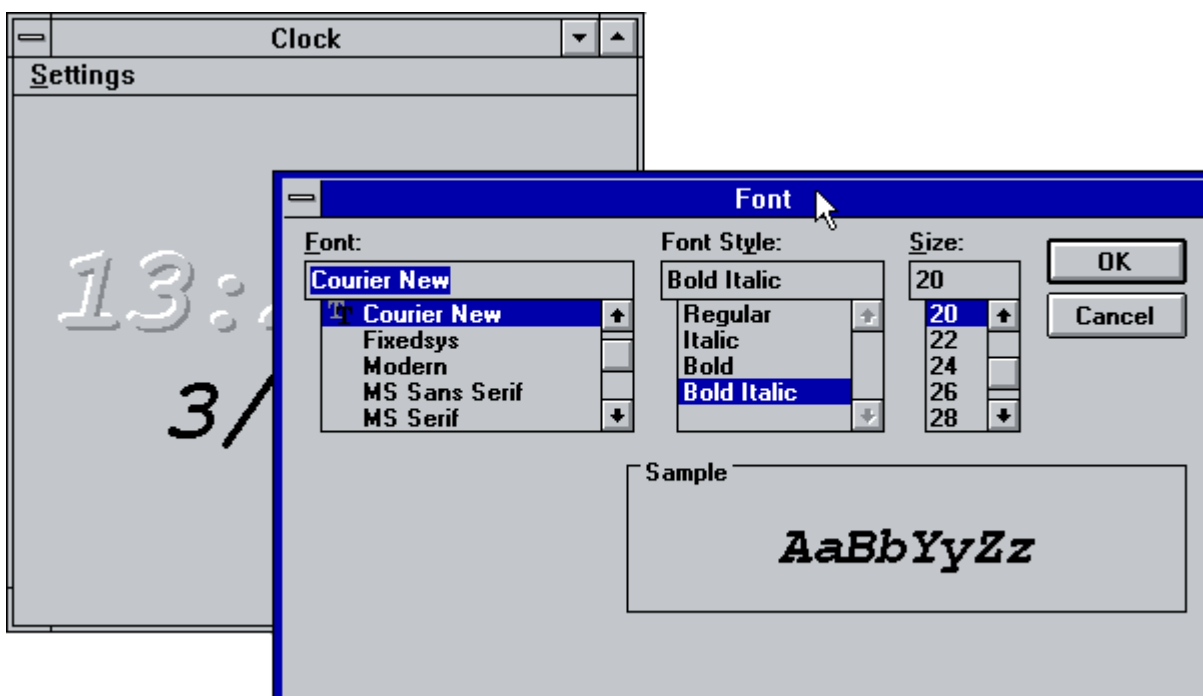 Clock
Settings
13:
3/
Font
Font:
Courier New
Courier New
Fixedsys
Modern
MS Sans Serif
MS Serif
Font Style:
Bold Italic
Regular
Italic
Bold
Bold Italic
Size:
20
20
22
24
26
28
OK
Cancel
Sample
AaBbYyZz